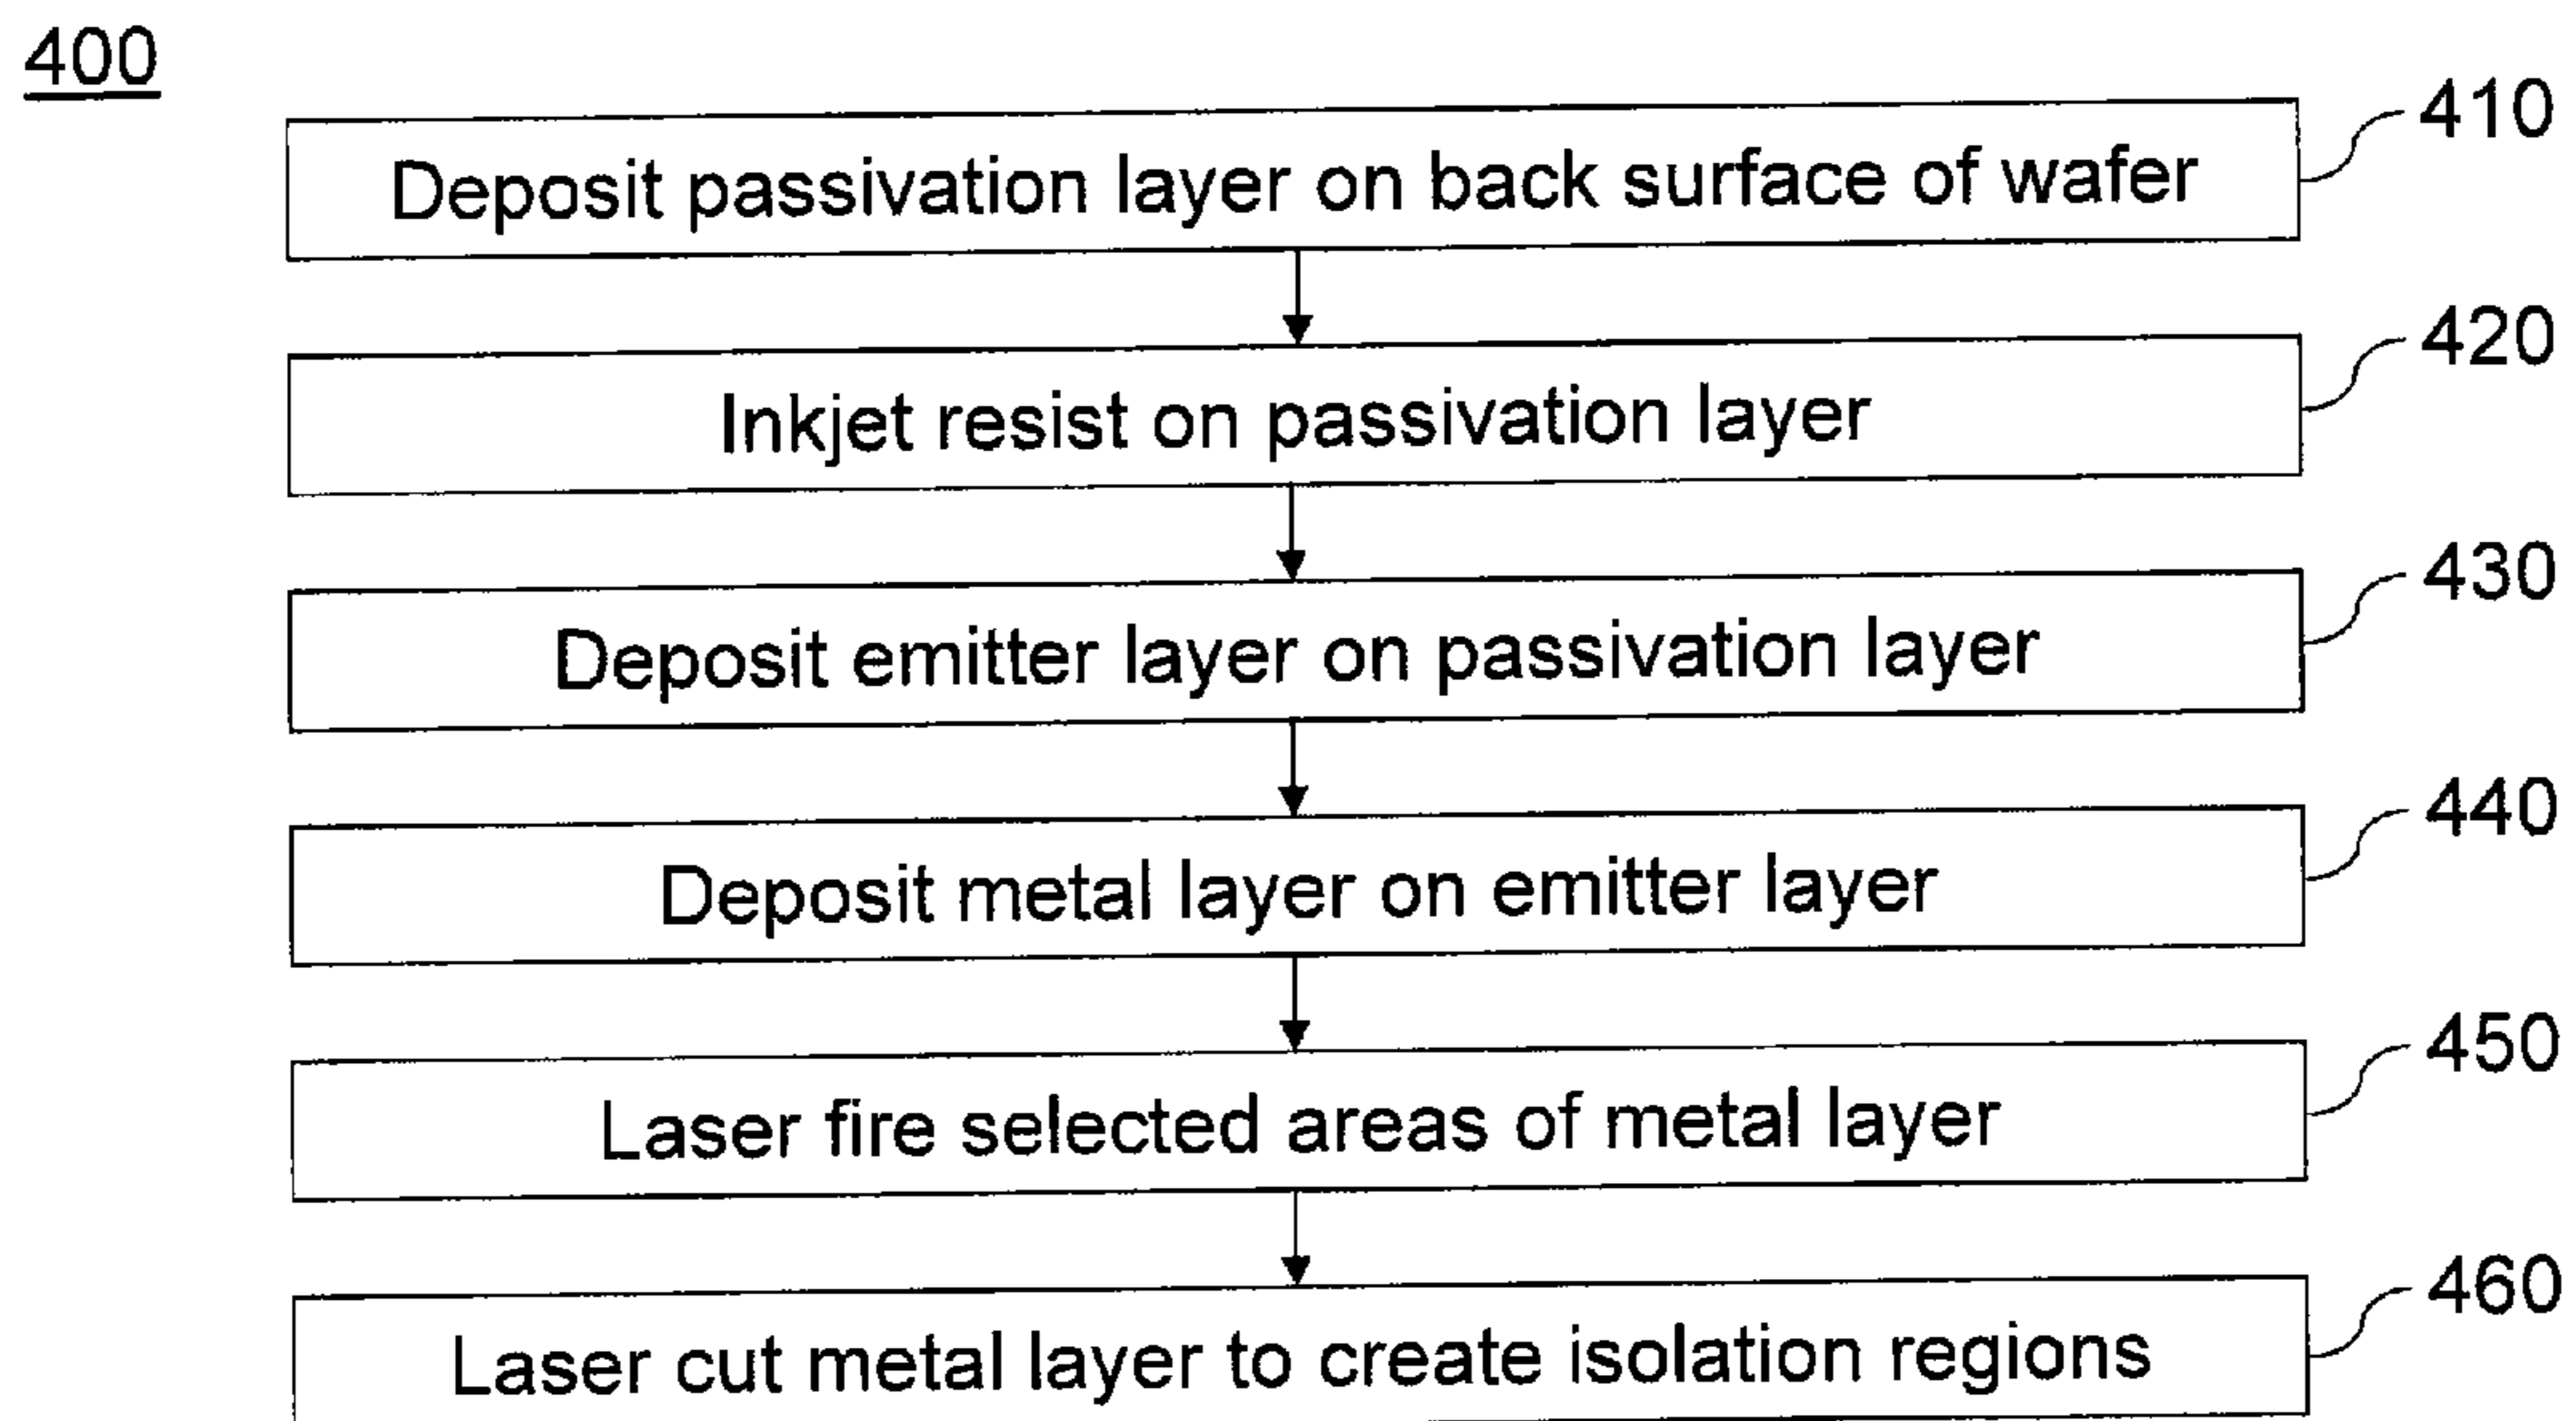 400
Deposit passivation layer on back surface of wafer
410
Inkjet resist on passivation layer
420
Deposit emitter layer on passivation layer
430
Deposit metal layer on emitter layer
440
Laser fire selected areas of metal layer
450
Laser cut metal layer to create isolation regions
460